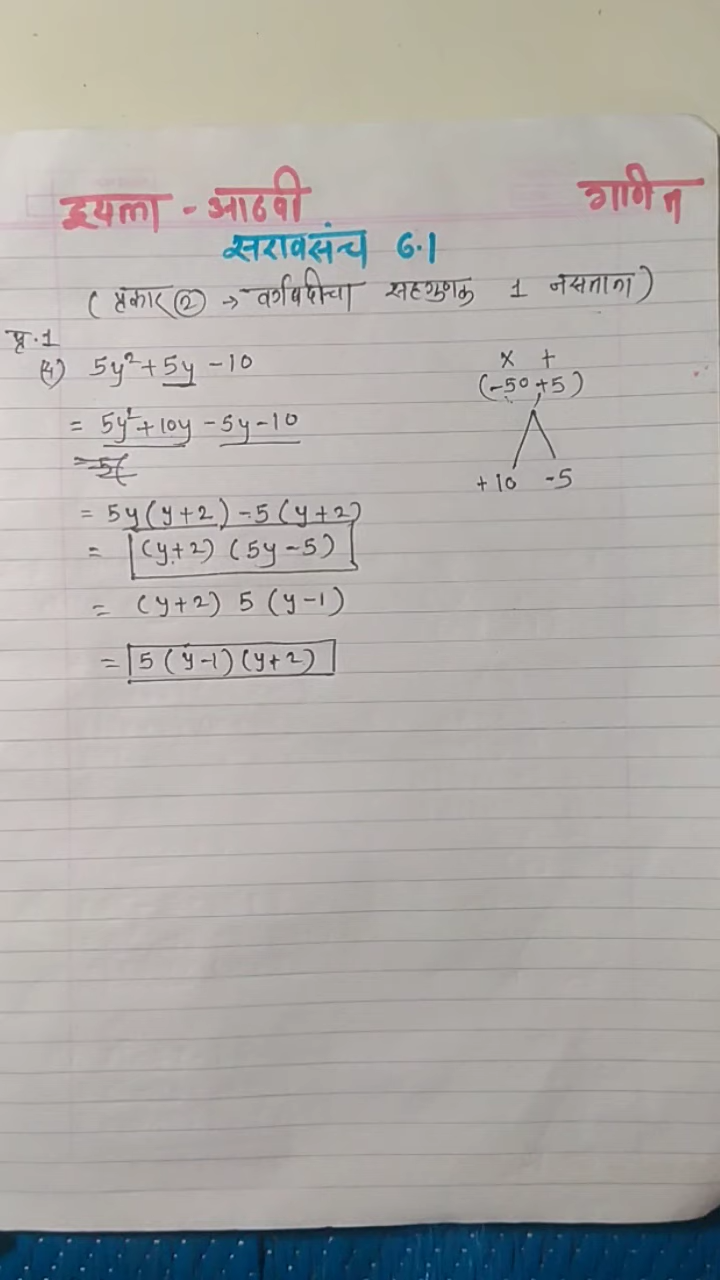 इयत्ता - आठवी गणित
सरावसंच 6.1
( प्रकार ② → वर्गपदीचा सहगुणक 1 नसताना )
प्र.1
(4) 5y² + 5y - 10
× +
(-50, +5)
= 5y² + 10y - 5y - 10
+10 -5
= 5y (y+2) - 5 (y+2)
= (y+2) (5y-5)
= (y+2) 5 (y-1)
= 5 (y-1) (y+2)